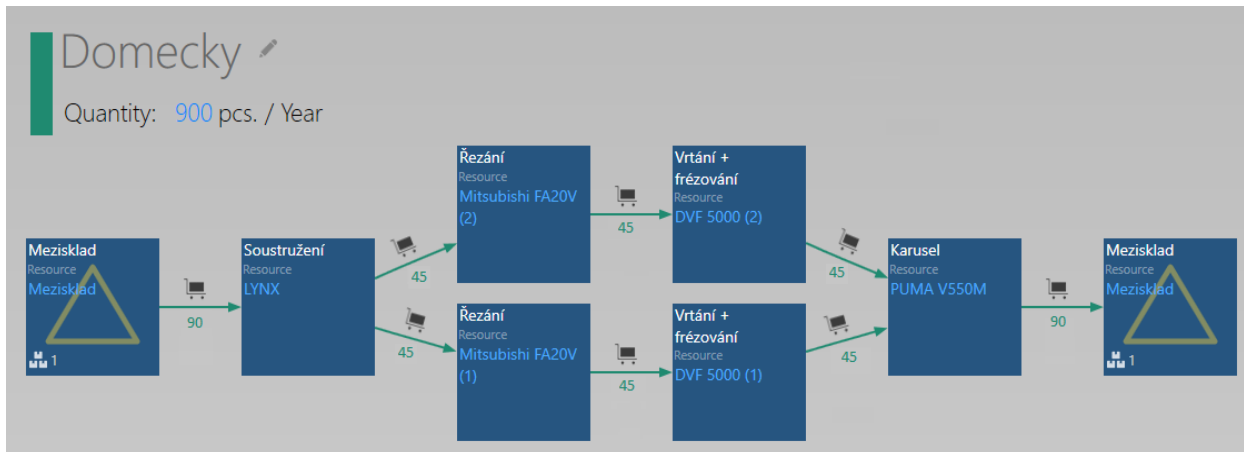 Domecky
Quantity: 900 pcs. / Year
Mezisklad
Resource
Mezisklad
1
90
Soustružení
Resource
LYNX
45
45
Řezání
Resource
Mitsubishi FA20V
(2)
45
Vrtání +
frézování
Resource
DVF 5000 (2)
45
Řezání
Resource
Mitsubishi FA20V
(1)
45
Vrtání +
frézování
Resource
DVF 5000 (1)
45
Karusel
Resource
PUMA V550M
90
Mezisklad
Resource
Mezisklad
1